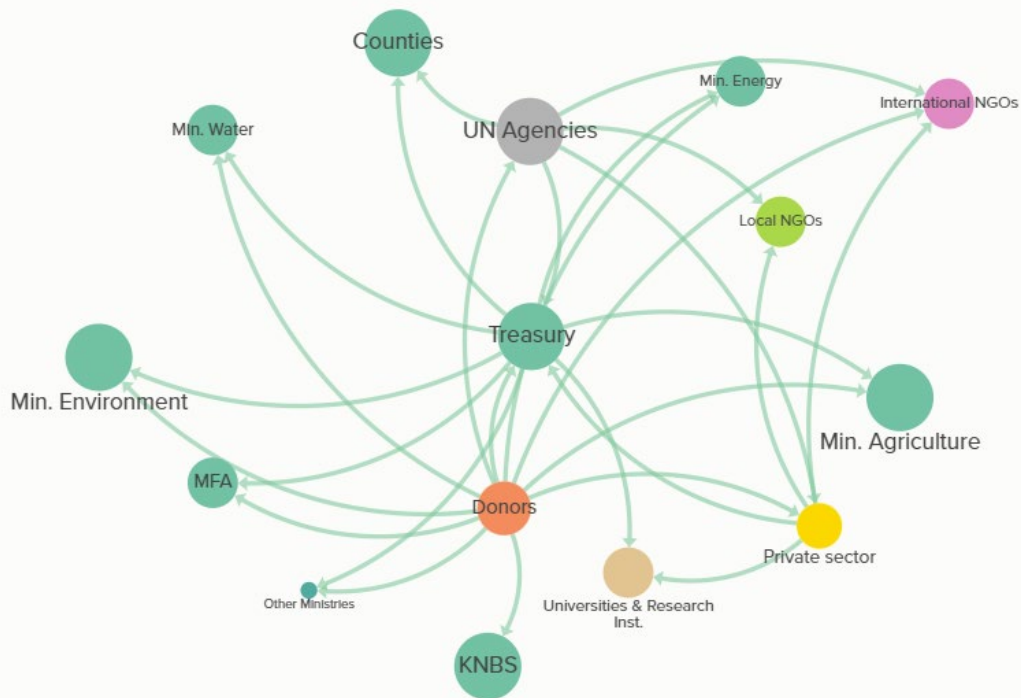 Counties
Min. Energy
International NGOs
Min. Water
UN Agencies
Local NGOs
Treasury
Min. Environment
Min. Agriculture
MFA
Donors
Private sector
Other Ministries
Universities & Research
Inst.
KNBS